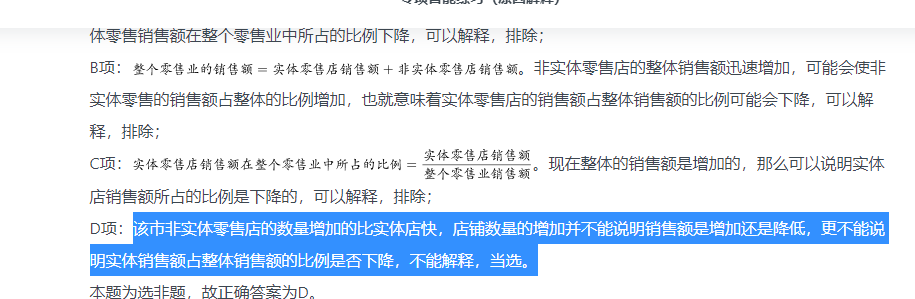 专项智能练习（原因解释）
体零售销售额在整个零售业中所占的比例下降，可以解释，排除；
B项：整个零售业的销售额 = 实体零售店销售额 + 非实体零售店销售额。非实体零售店的整体销售额迅速增加，可能会使非
实体零售的销售额占整体的比例增加，也就意味着实体零售店的销售额占整体销售额的比例可能会下降，可以解
释，排除；
C项：实体零售店销售额在整个零售业中所占的比例 = 实体零售店销售额/整个零售业销售额。现在整体的销售额是增加的，那么可以说明实体
店销售额所占的比例是下降的，可以解释，排除；
D项：该市非实体零售店的数量增加的比实体店快，店铺数量的增加并不能说明销售额是增加还是降低，更不能说
明实体销售额占整体销售额的比例是否下降，不能解释，当选。
本题为选非题，故正确答案为D。